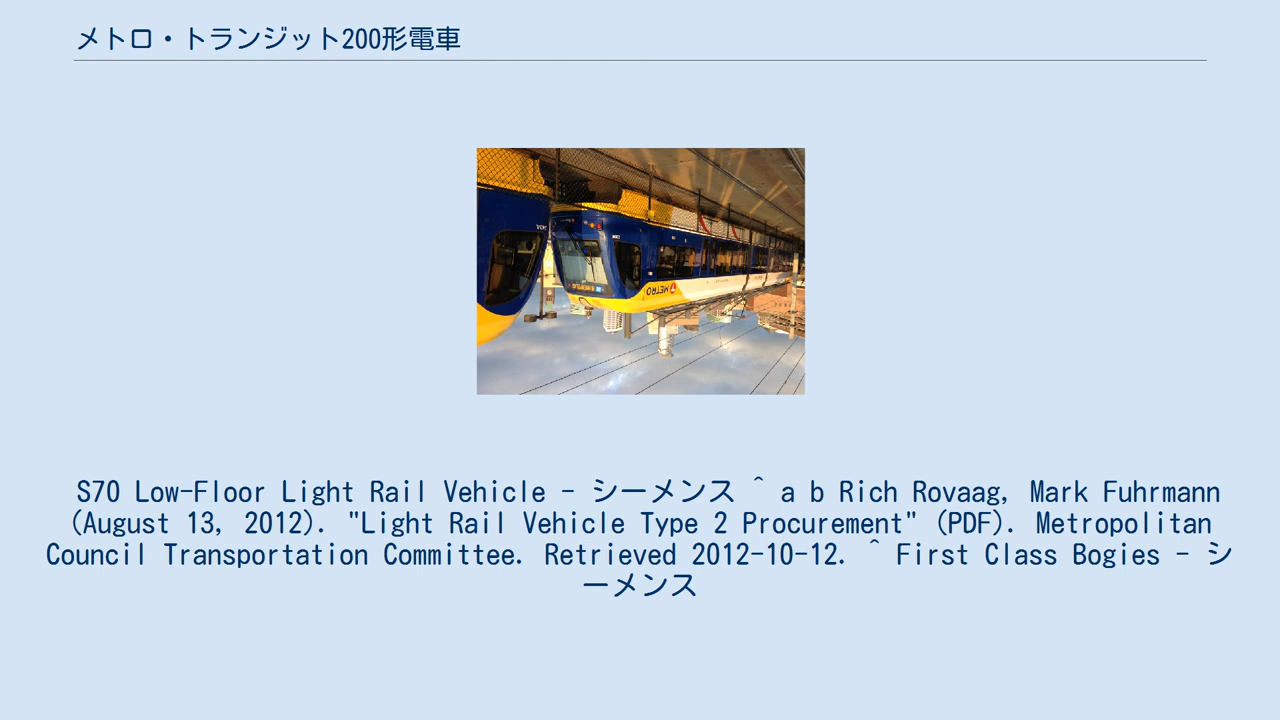 メトロ・トランジット200形電車
METRO
S70 Low-Floor Light Rail Vehicle - シーメンス ^ a b Rich Rovaag, Mark Fuhrmann
(August 13, 2012). "Light Rail Vehicle Type 2 Procurement" (PDF). Metropolitan
Council Transportation Committee. Retrieved 2012-10-12. ^ First Class Bogies - シ
ーメンス